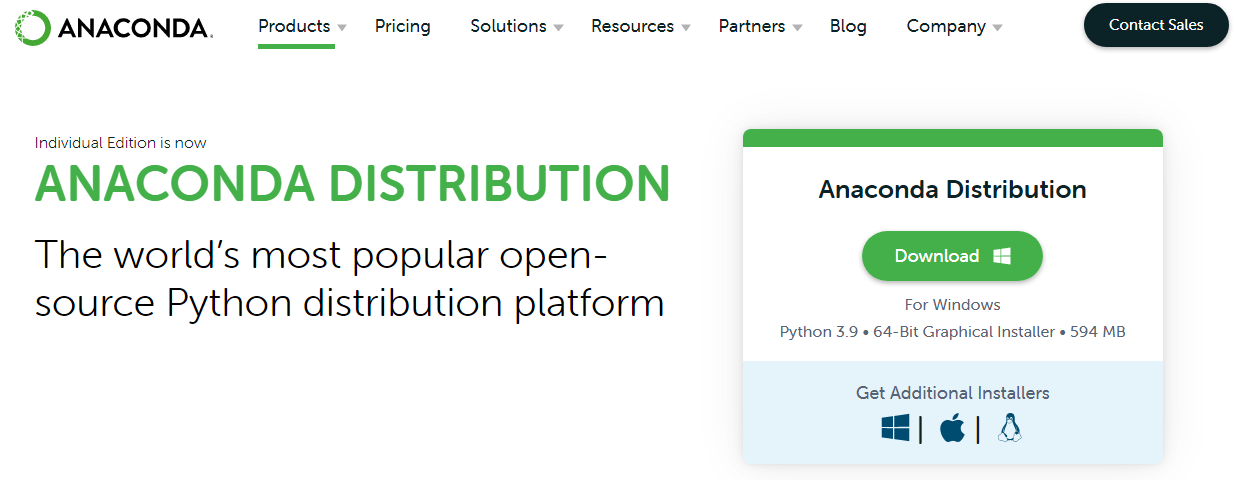 ANACONDA.
Products Pricing Solutions Resources Partners Blog Company Contact Sales
Individual Edition is now
ANACONDA DISTRIBUTION
The world’s most popular open-
source Python distribution platform
Anaconda Distribution
Download
For Windows
Python 3.9 • 64-Bit Graphical Installer • 594 MB
Get Additional Installers